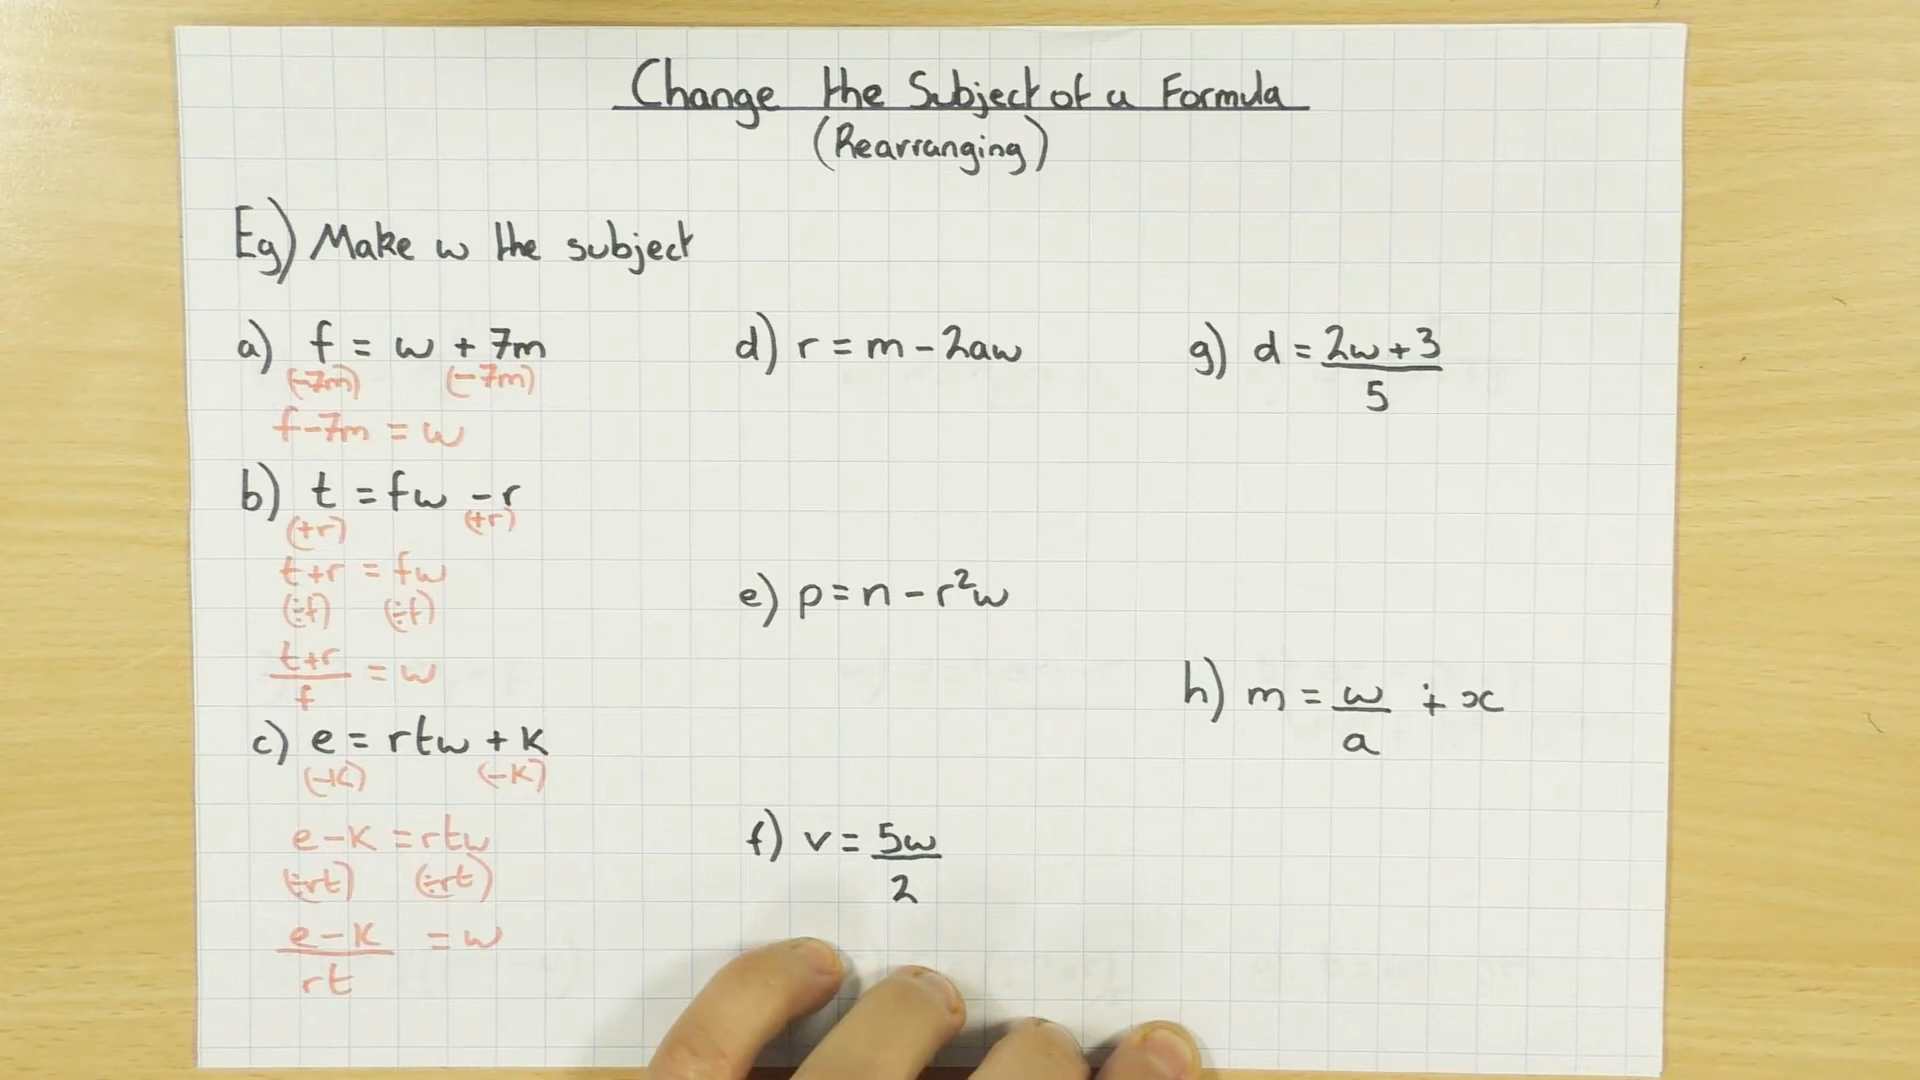 Change the Subject of a Formula
(Rearranging)
Eg) Make w the subject
a) f = w + 7m
(-7m) (-7m)
f-7m = w
b) t = fw - r
(+r) (+r)
t+r = fw
(÷f) (÷f)
t+r/f = w
c) e = rtw + k
(-k) (-k)
e-k = rtw
(÷rt) (÷rt)
e-k/rt = w
d) r = m - 2aw
e) p = n - r²w
f) v = 5w/2
g) d = 2w+3/5
h) m = w/a + x